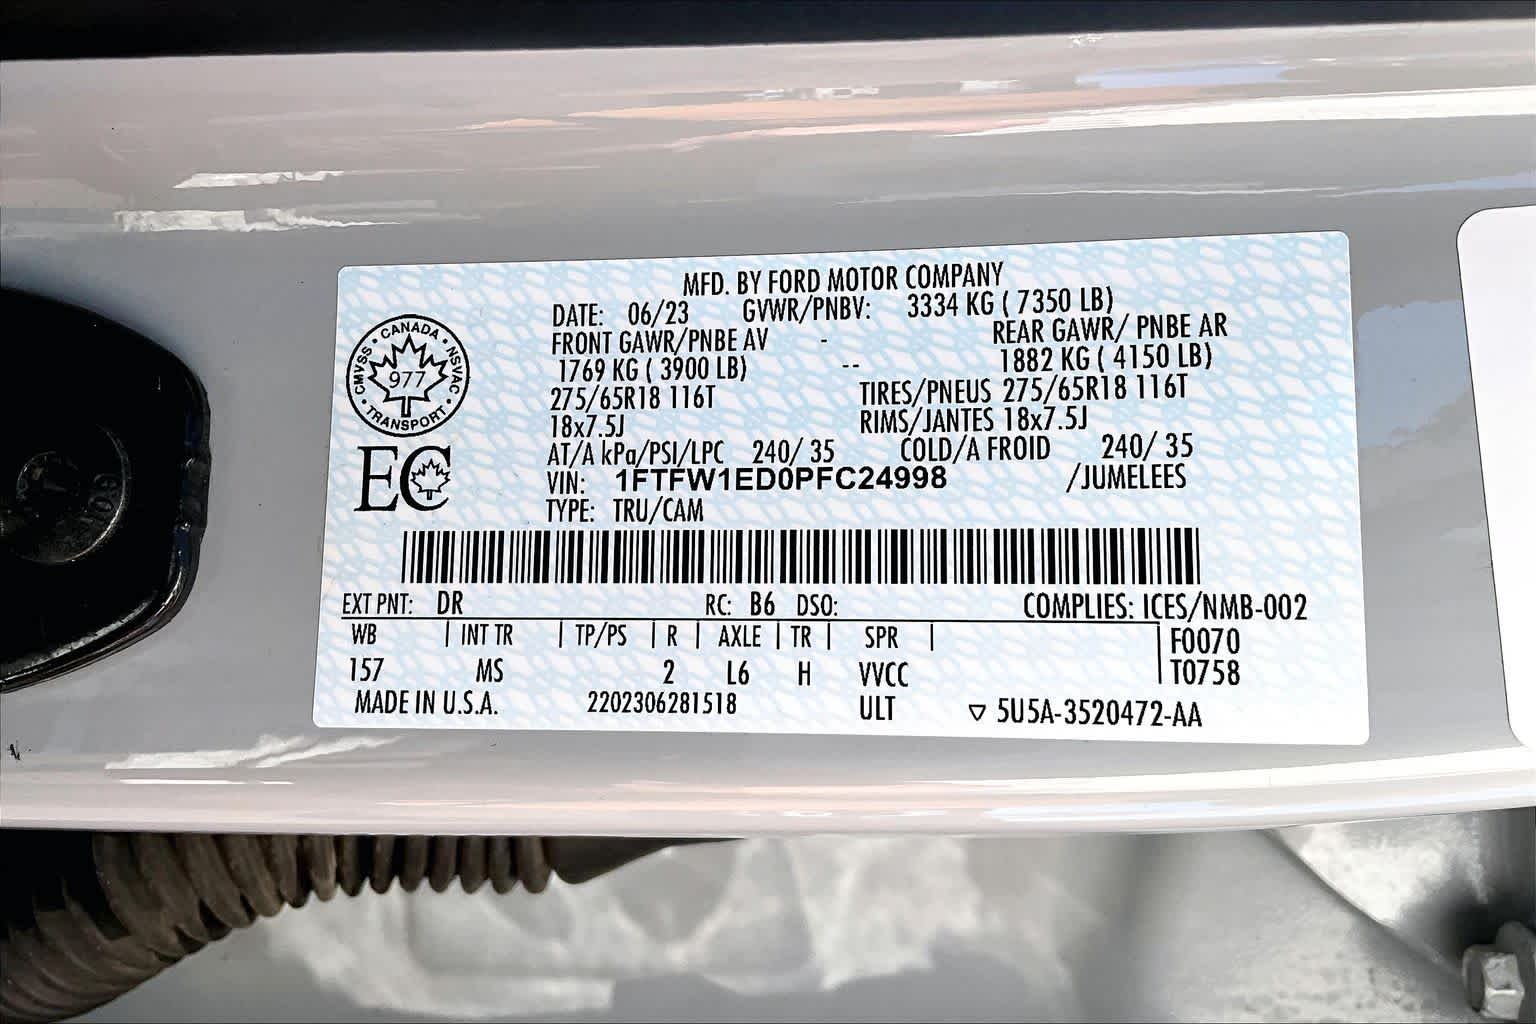 MFD. BY FORD MOTOR COMPANY
DATE: 06/23 GVWR/PNBV: 3334 KG ( 7350 LB)
FRONT GAWR/PNBE AV - REAR GAWR/ PNBE AR
1769 KG ( 3900 LB) -- 1882 KG ( 4150 LB)
275/65R18 116T TIRES/PNEUS 275/65R18 116T
18x7.5J RIMS/JANTES 18x7.5J
AT/A kPa/PSI/LPC 240/ 35 COLD/A FROID 240/ 35
VIN: 1FTFW1ED0PFC24998 /JUMELEES
TYPE: TRU/CAM
CANADA
CMVSS NSVAC
977
TRANSPORT
EC
EXT PNT: DR RC: B6 DSO: COMPLIES: ICES/NMB-002
WB | INT TR | TP/PS | R | AXLE | TR | SPR | F0070
157 MS 2 L6 H VVCC T0758
MADE IN U.S.A. 2202306281518 ULT ▽ 5U5A-3520472-AA